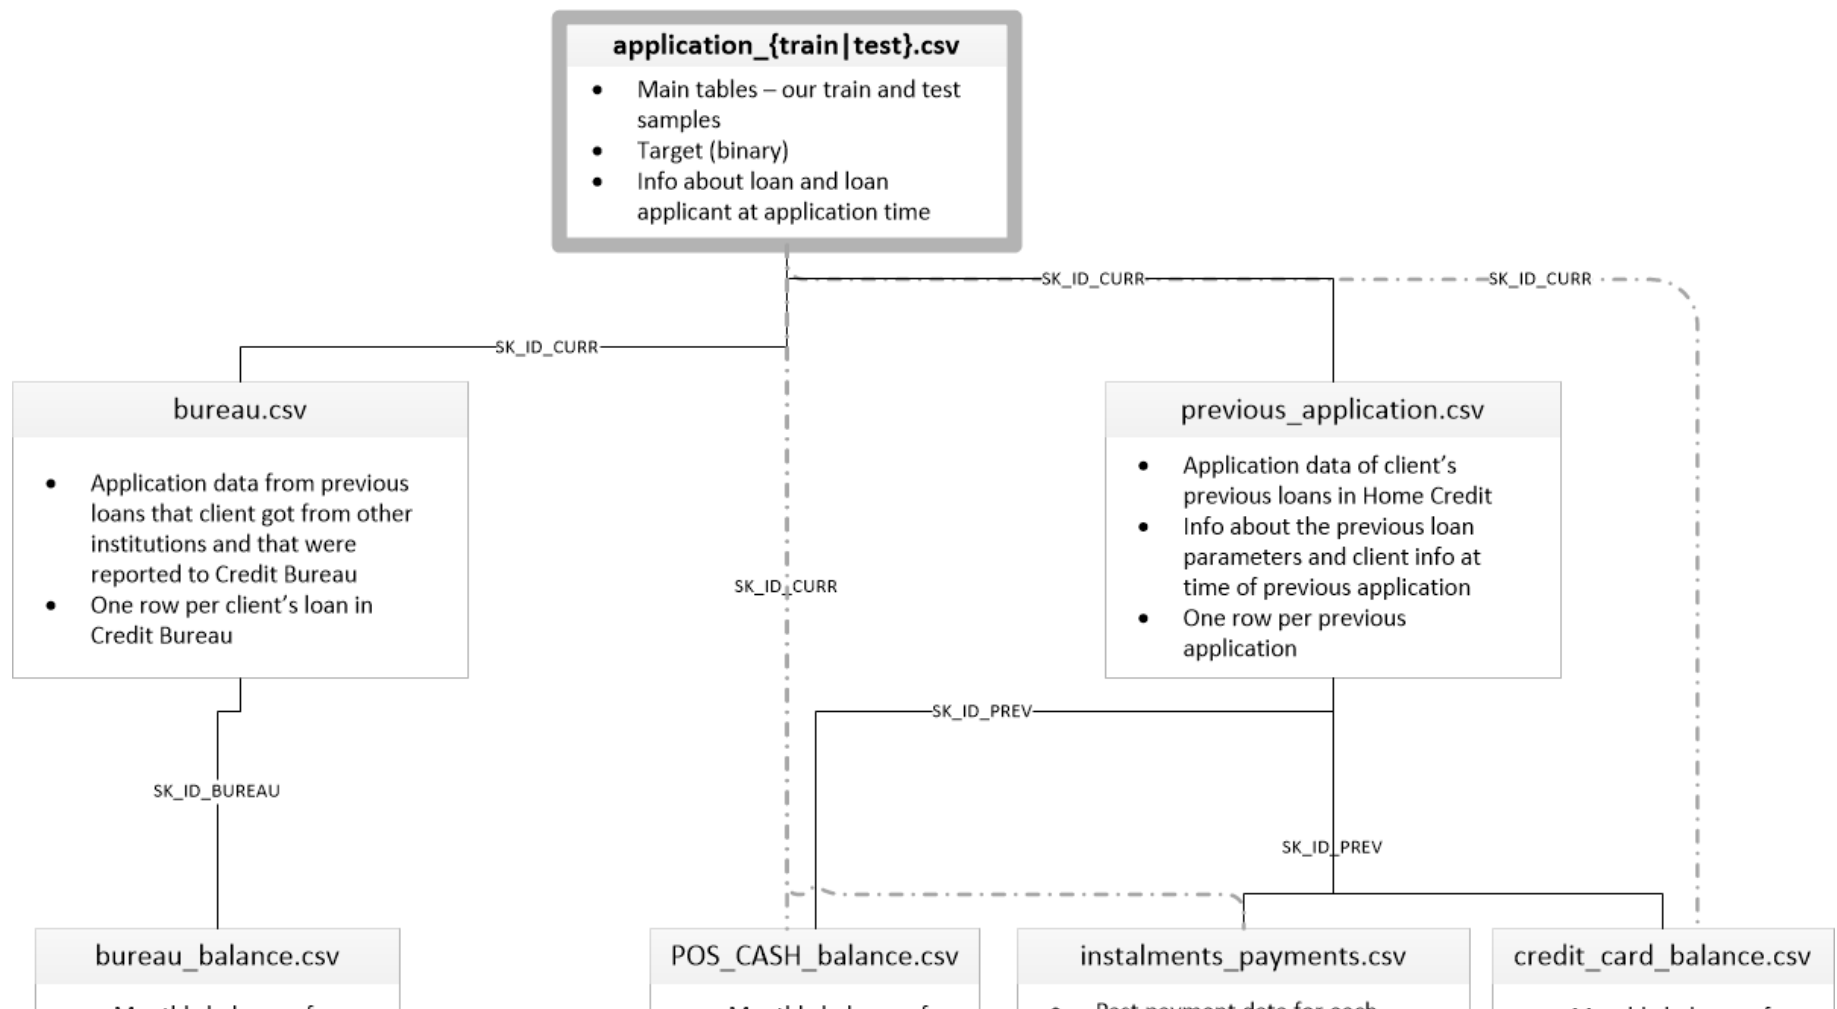 application_{train|test}.csv
• Main tables – our train and test
samples
• Target (binary)
• Info about loan and loan
applicant at application time
SK_ID_CURR
SK_ID_CURR
SK_ID_CURR
bureau.csv
• Application data from previous
loans that client got from other
institutions and that were
reported to Credit Bureau
• One row per client’s loan in
Credit Bureau
previous_application.csv
• Application data of client’s
previous loans in Home Credit
• Info about the previous loan
parameters and client info at
time of previous application
• One row per previous
application
SK_ID_CURR
SK_ID_PREV
SK_ID_BUREAU
SK_ID_PREV
bureau_balance.csv
POS_CASH_balance.csv
instalments_payments.csv
credit_card_balance.csv
• Past payment data for each